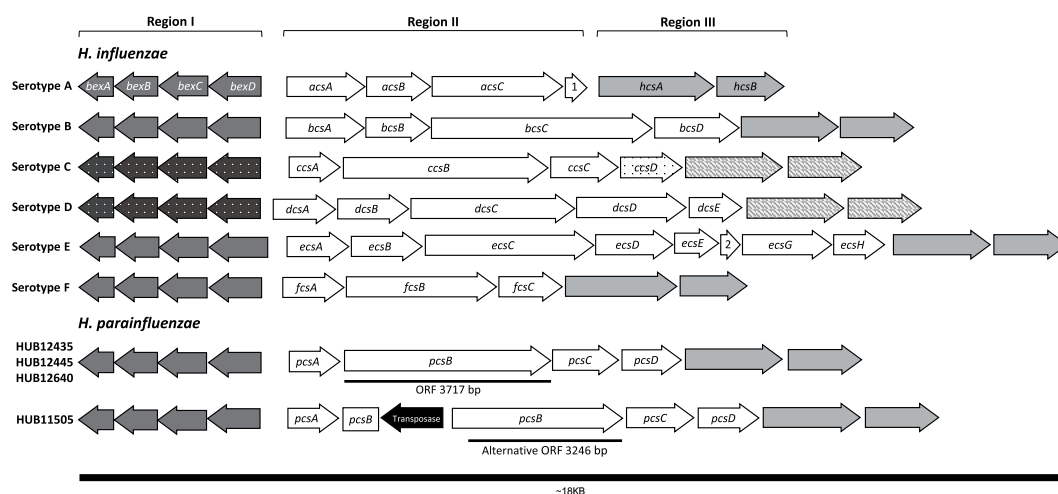 Region I Region II Region III
H. influenzae
Serotype A bexA bexB bexC bexD acsA acsB acsC 1 hcsA hcsB
Serotype B bcsA bcsB bcsC bcsD
Serotype C ccsA ccsB ccsC ccsD
Serotype D dcsA dcsB dcsC dcsD dcsE
Serotype E ecsA ecsB ecsC ecsD ecsE 2 ecsG ecsH
Serotype F fcsA fcsB fcsC
H. parainfluenzae
HUB12435
HUB12445 pcsA pcsB pcsC pcsD
HUB12640
ORF 3717 bp
HUB11505 pcsA pcsB Transposase pcsB pcsC pcsD
Alternative ORF 3246 bp
~18KB